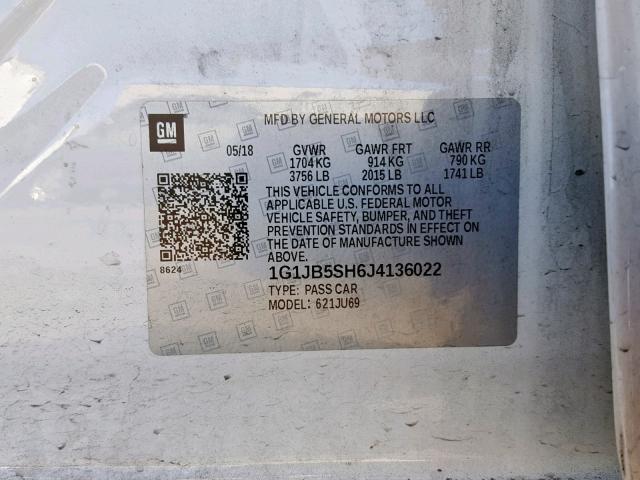 GM
MFD BY GENERAL MOTORS LLC
05/18 GVWR GAWR FRT GAWR RR
1704 KG 914 KG 790 KG
3756 LB 2015 LB 1741 LB
THIS VEHICLE CONFORMS TO ALL
APPLICABLE U.S. FEDERAL MOTOR
VEHICLE SAFETY, BUMPER, AND THEFT
PREVENTION STANDARDS IN EFFECT ON
THE DATE OF MANUFACTURE SHOWN
ABOVE.
8624
1G1JB5SH6J4136022
TYPE: PASS CAR
MODEL: 621JU69